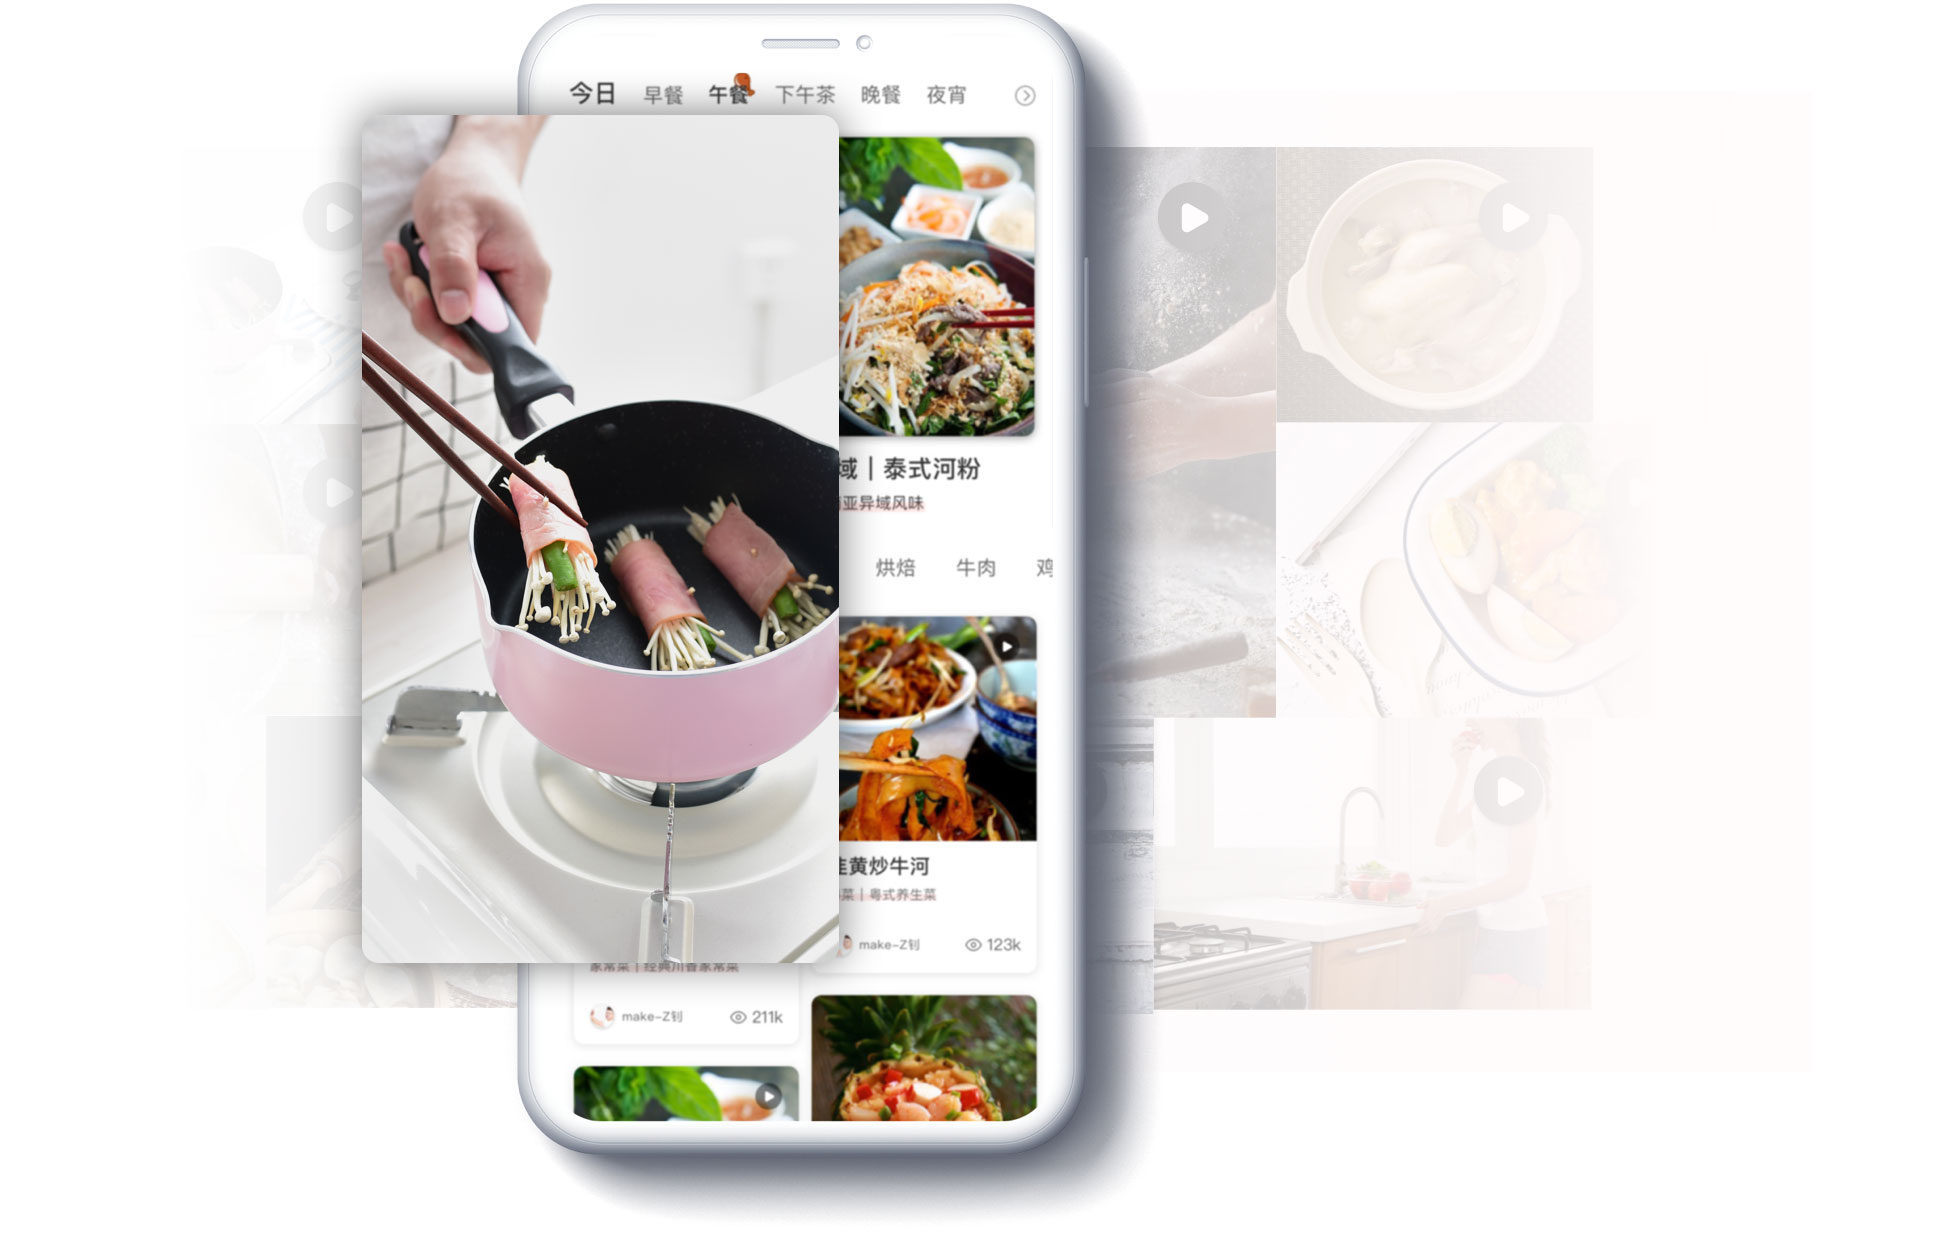 今日 早餐 午餐 下午茶 晚餐 夜宵
域｜泰式河粉
亚异域风味
烘焙 牛肉 鸡
黄炒牛河
菜｜粤式养生菜
make-Z钊 123k
家常菜｜经典川香家常菜
make-Z钊 211k